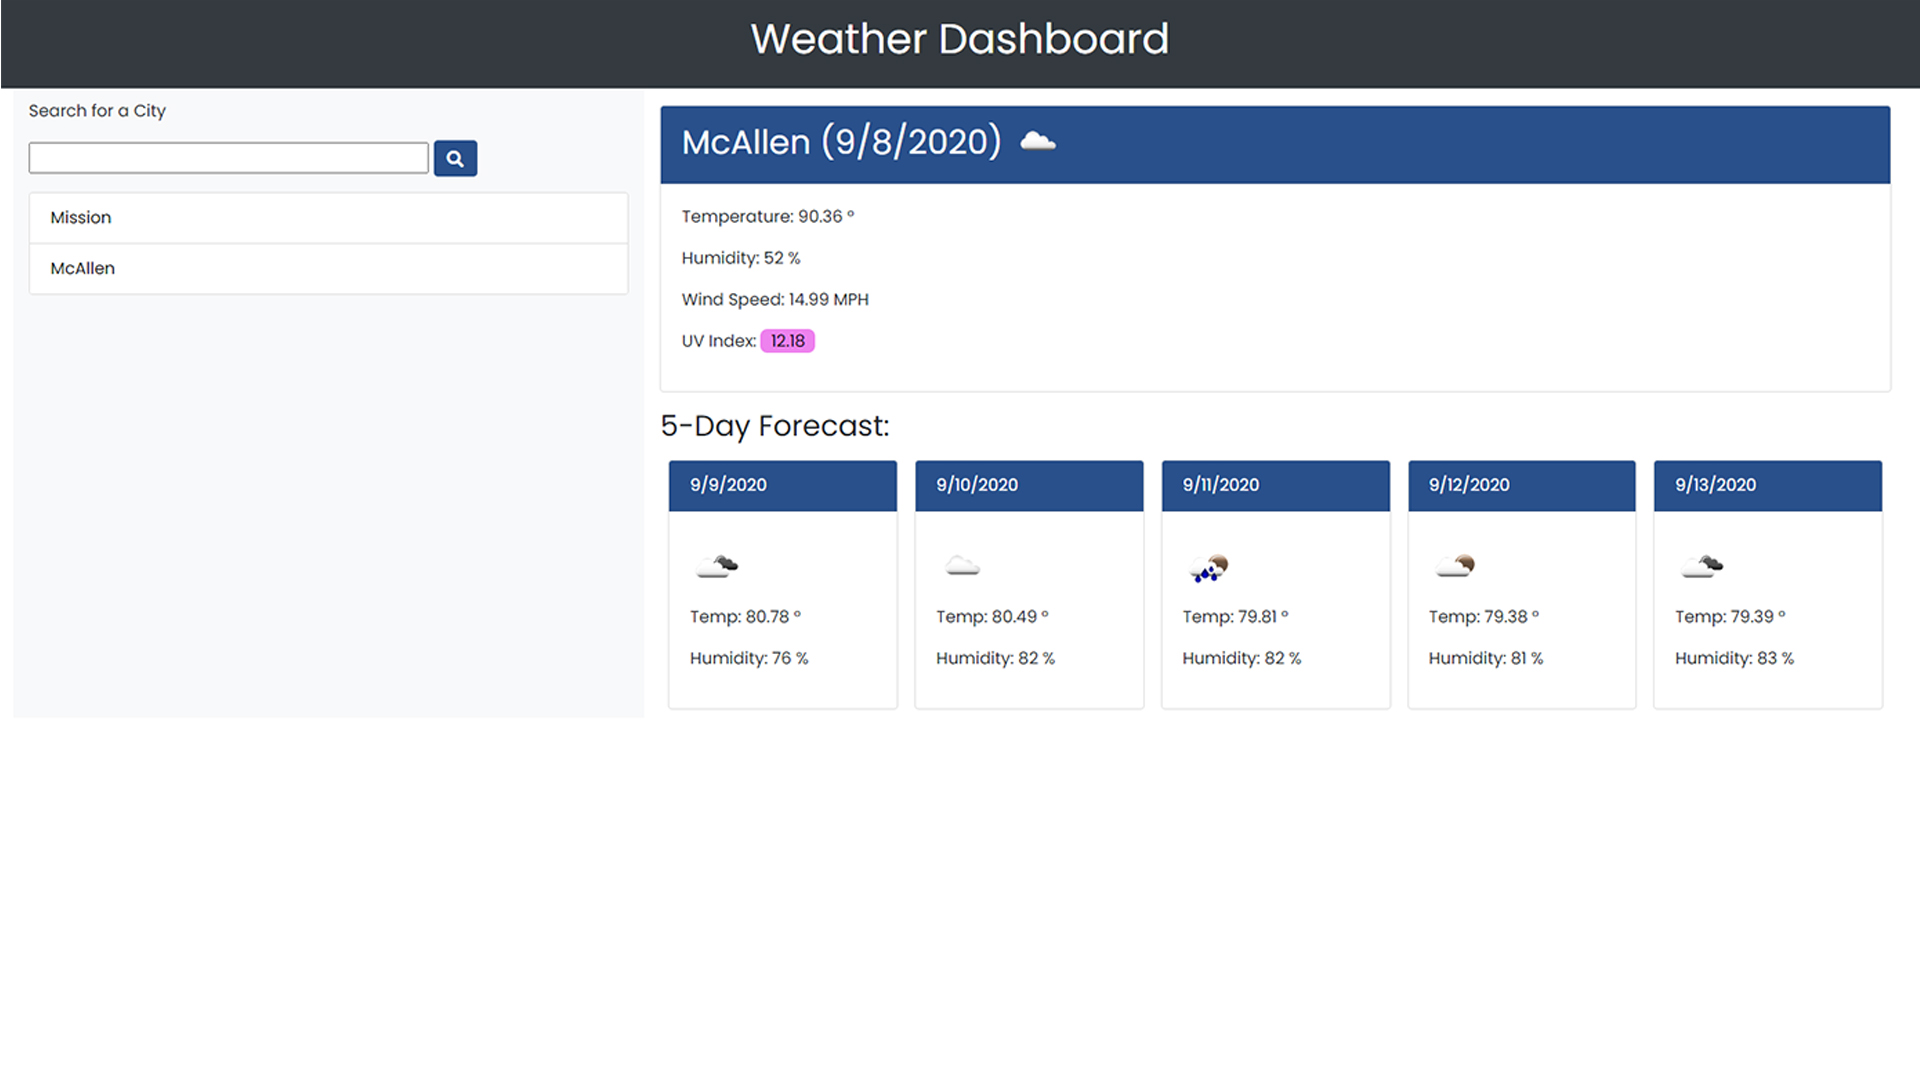 Weather Dashboard
Search for a City
Mission
McAllen
McAllen (9/8/2020)
Temperature: 90.36 º
Humidity: 52 %
Wind Speed: 14.99 MPH
UV Index: 12.18
5-Day Forecast:
9/9/2020
Temp: 80.78 º
Humidity: 76 %
9/10/2020
Temp: 80.49 º
Humidity: 82 %
9/11/2020
Temp: 79.81 º
Humidity: 82 %
9/12/2020
Temp: 79.38 º
Humidity: 81 %
9/13/2020
Temp: 79.39 º
Humidity: 83 %